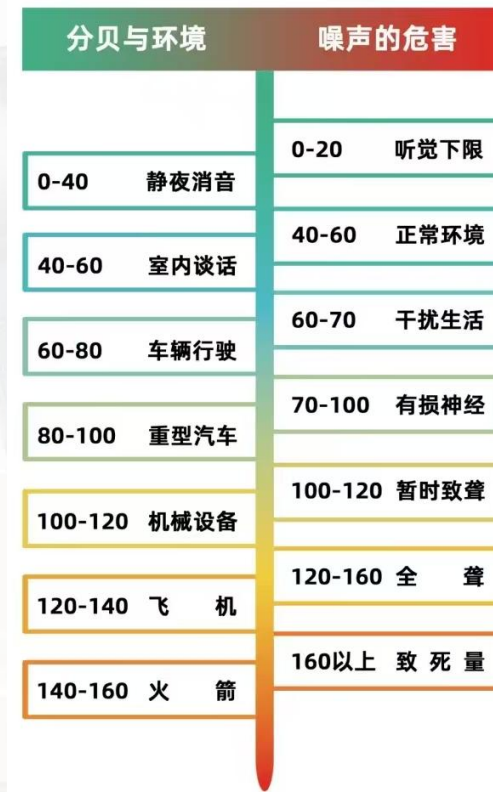 分贝与环境
噪声的危害
0-40 静夜消音
40-60 室内谈话
60-80 车辆行驶
80-100 重型汽车
100-120 机械设备
120-140 飞 机
140-160 火 箭
0-20 听觉下限
40-60 正常环境
60-70 干扰生活
70-100 有损神经
100-120 暂时致聋
120-160 全 聋
160以上 致 死 量